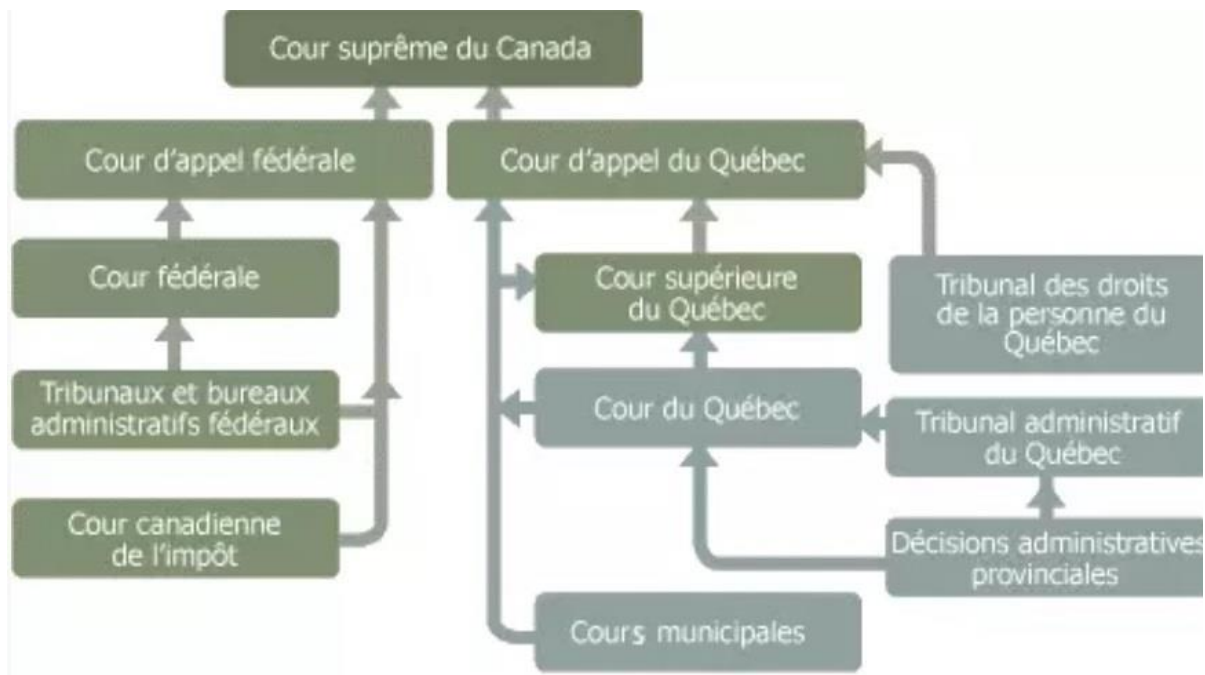 Cour suprême du Canada
Cour d'appel fédérale
Cour d'appel du Québec
Cour fédérale
Cour supérieure
du Québec
Tribunal des droits
de la personne du
Québec
Tribunaux et bureaux
administratifs fédéraux
Cour du Québec
Tribunal administratif
du Québec
Cour canadienne
de l'impôt
Décisions administratives
provinciales
Cours municipales